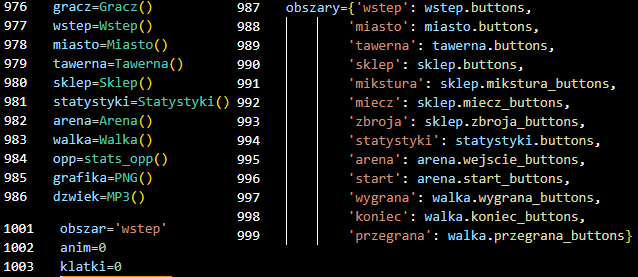 976 gracz=Gracz()
977 wstep=Wstep()
978 miasto=Miasto()
979 tawerna=Tawerna()
980 sklep=Sklep()
981 statystyki=Statystyki()
982 arena=Arena()
983 walka=Walka()
984 opp=stats_opp()
985 grafika=PNG()
986 dzwiek=MP3()
987 obszary={'wstep': wstep.buttons,
988 'miasto': miasto.buttons,
989 'tawerna': tawerna.buttons,
990 'sklep': sklep.buttons,
991 'mikstura': sklep.mikstura_buttons,
992 'miecz': sklep.miecz_buttons,
993 'zbroja': sklep.zbroja_buttons,
994 'statystyki': statystyki.buttons,
995 'arena': arena.wejscie_buttons,
996 'start': arena.start_buttons,
997 'wygrana': walka.wygrana_buttons,
998 'koniec': walka.koniec_buttons,
999 'przegrana': walka.przegrana_buttons}
1001 obszar='wstep'
1002 anim=0
1003 klatki=0